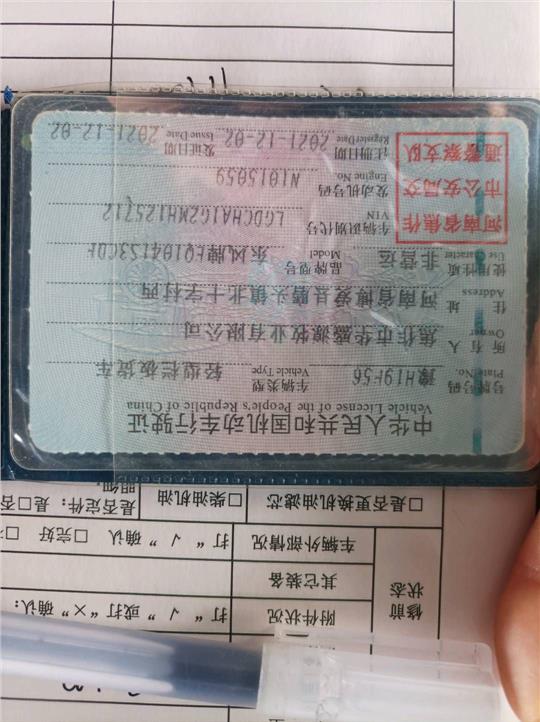 中华人民共和国机动车行驶证
Vehicle License of the People's Republic of China
号牌号码 Plate No. 豫H19F56 车辆类型 Vehicle Type 轻型栏板货车
所有人 Owner 焦作市华盛源牧业有限公司
住址 Address 河南省博爱县磨头镇北十字村西
使用性质 Use Character 非营运 品牌型号 Model 东风牌EQ1041S3CDF
河南省焦作
市公安局交
通警察支队
车辆识别代号 VIN LGDCHA1G2MH125712
发动机号码 Engine No. N1015059
注册日期 Register Date 2021-12-02 发证日期 Issue Date 2021-12-02
修前状态
附件状况 打“√”或打“×”确认:
其它装备
车辆外部情况 打“√”确认 □完好 □
□是否更换机油滤芯 □柴油机油 是否定件: 是□否
明细: